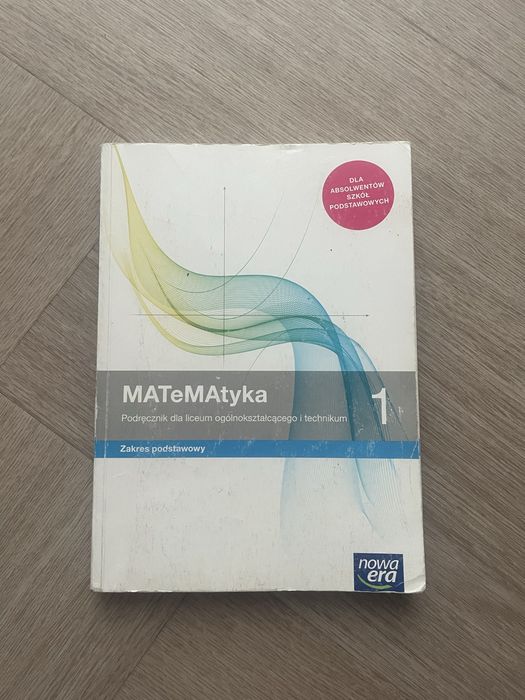 DLA
ABSOLWENTÓW
SZKÓŁ
PODSTAWOWYCH
MATeMAtyka
1
Podręcznik dla liceum ogólnokształcącego i technikum
Zakres podstawowy
nowa
era